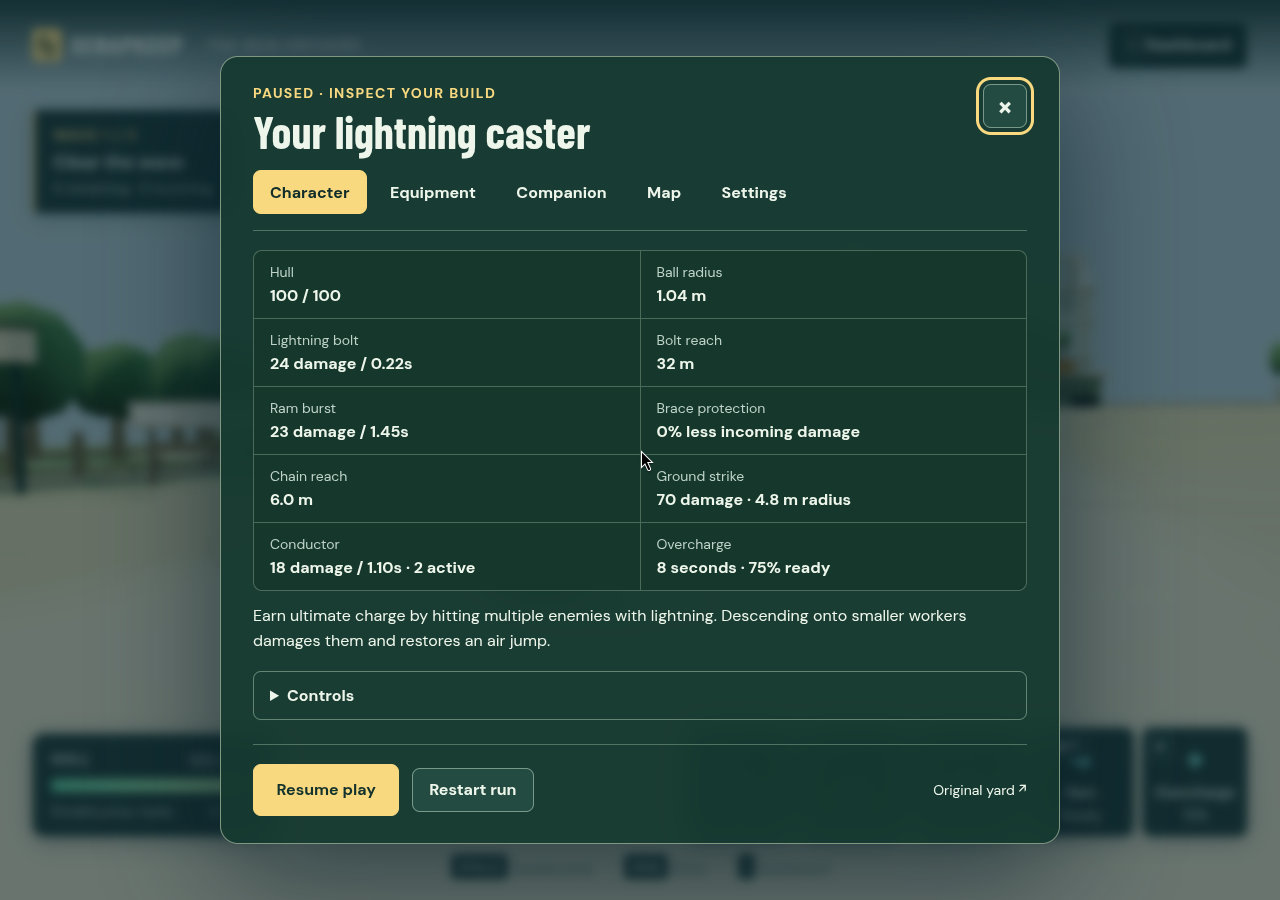 PAUSED · INSPECT YOUR BUILD
Your lightning caster
×
Character Equipment Companion Map Settings
Hull
100 / 100
Ball radius
1.04 m
Lightning bolt
24 damage / 0.22s
Bolt reach
32 m
Ram burst
23 damage / 1.45s
Brace protection
0% less incoming damage
Chain reach
6.0 m
Ground strike
70 damage · 4.8 m radius
Conductor
18 damage / 1.10s · 2 active
Overcharge
8 seconds · 75% ready
Earn ultimate charge by hitting multiple enemies with lightning. Descending onto smaller workers
damages them and restores an air jump.
Controls
Resume play
Restart run
Original yard ↗